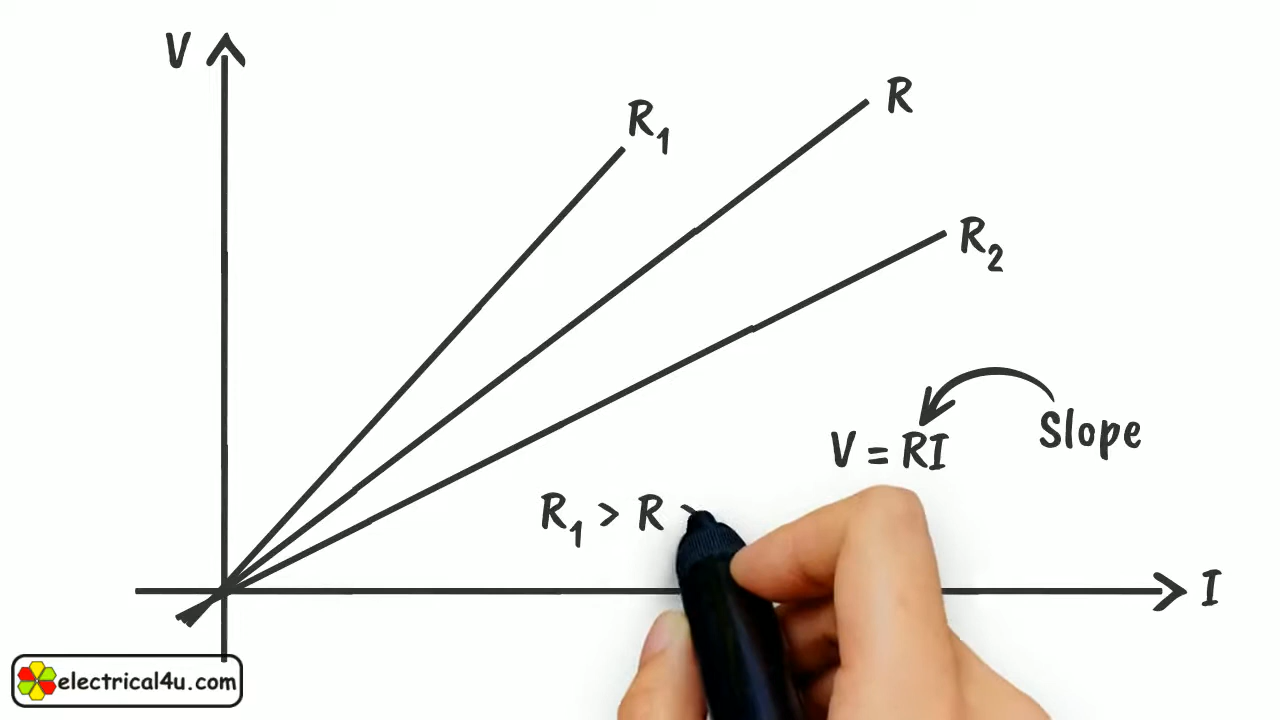 V
R1
R
R2
Slope
V = RI
R1 > R >
I
electrical4u.com